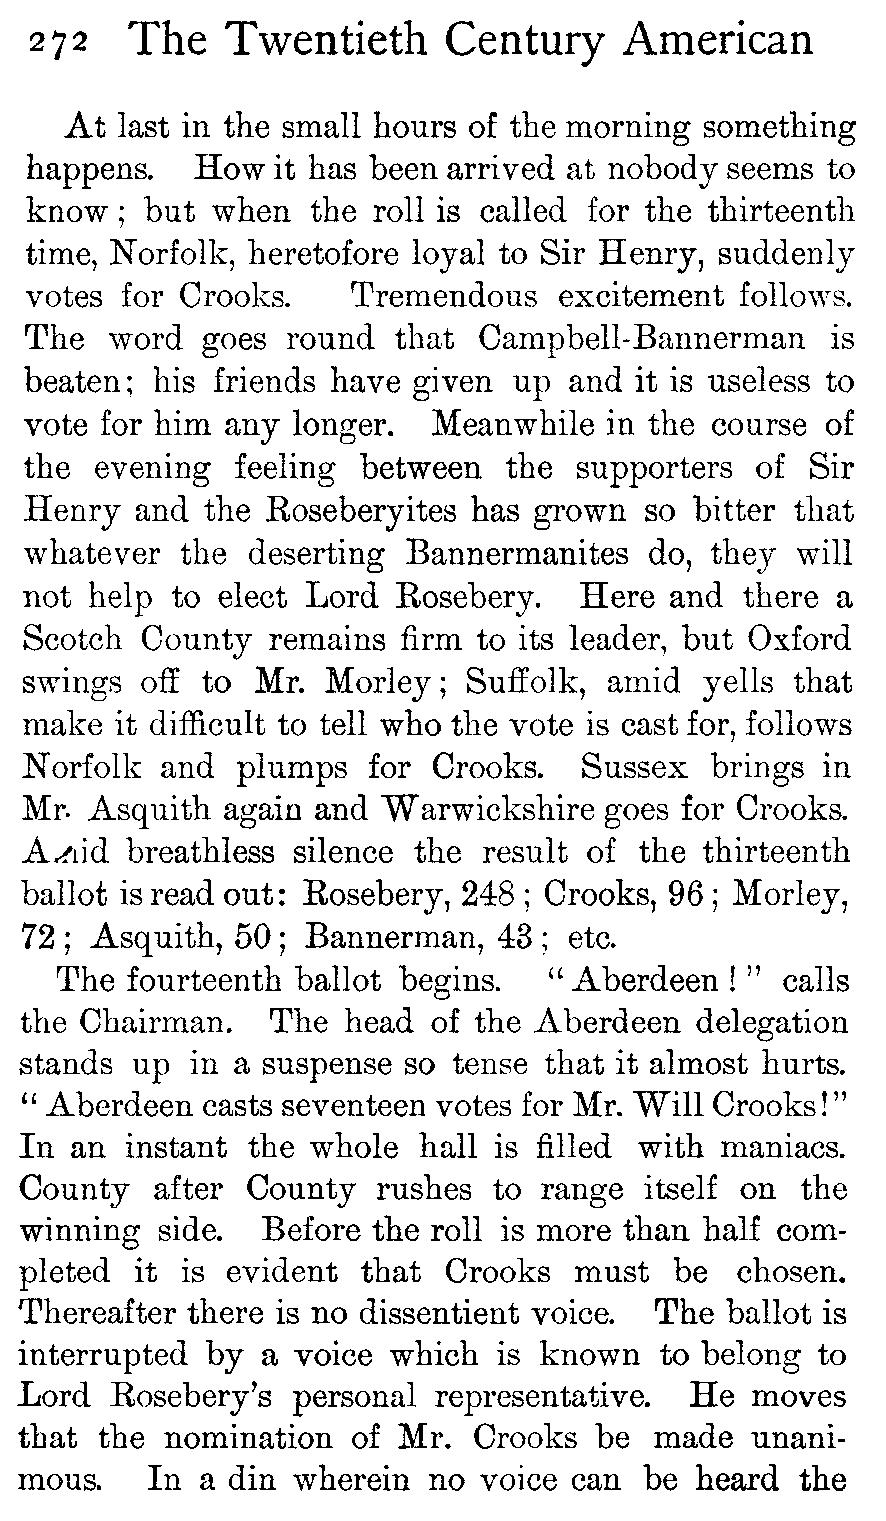 272 The Twentieth Century American
At last in the small hours of the morning something
happens. How it has been arrived at nobody seems to
know ; but when the roll is called for the thirteenth
time, Norfolk, heretofore loyal to Sir Henry, suddenly
votes for Crooks. Tremendous excitement follows.
The word goes round that Campbell-Bannerman is
beaten; his friends have given up and it is useless to
vote for him any longer. Meanwhile in the course of
the evening feeling between the supporters of Sir
Henry and the Roseberyites has grown so bitter that
whatever the deserting Bannermanites do, they will
not help to elect Lord Rosebery. Here and there a
Scotch County remains firm to its leader, but Oxford
swings off to Mr. Morley ; Suffolk, amid yells that
make it difficult to tell who the vote is cast for, follows
Norfolk and plumps for Crooks. Sussex brings in
Mr. Asquith again and Warwickshire goes for Crooks.
Amid breathless silence the result of the thirteenth
ballot is read out: Rosebery, 248 ; Crooks, 96 ; Morley,
72 ; Asquith, 50 ; Bannerman, 43 ; etc.
The fourteenth ballot begins. “ Aberdeen ! ” calls
the Chairman. The head of the Aberdeen delegation
stands up in a suspense so tense that it almost hurts.
“ Aberdeen casts seventeen votes for Mr. Will Crooks!”
In an instant the whole hall is filled with maniacs.
County after County rushes to range itself on the
winning side. Before the roll is more than half com-
pleted it is evident that Crooks must be chosen.
Thereafter there is no dissentient voice. The ballot is
interrupted by a voice which is known to belong to
Lord Rosebery’s personal representative. He moves
that the nomination of Mr. Crooks be made unani-
mous. In a din wherein no voice can be heard the